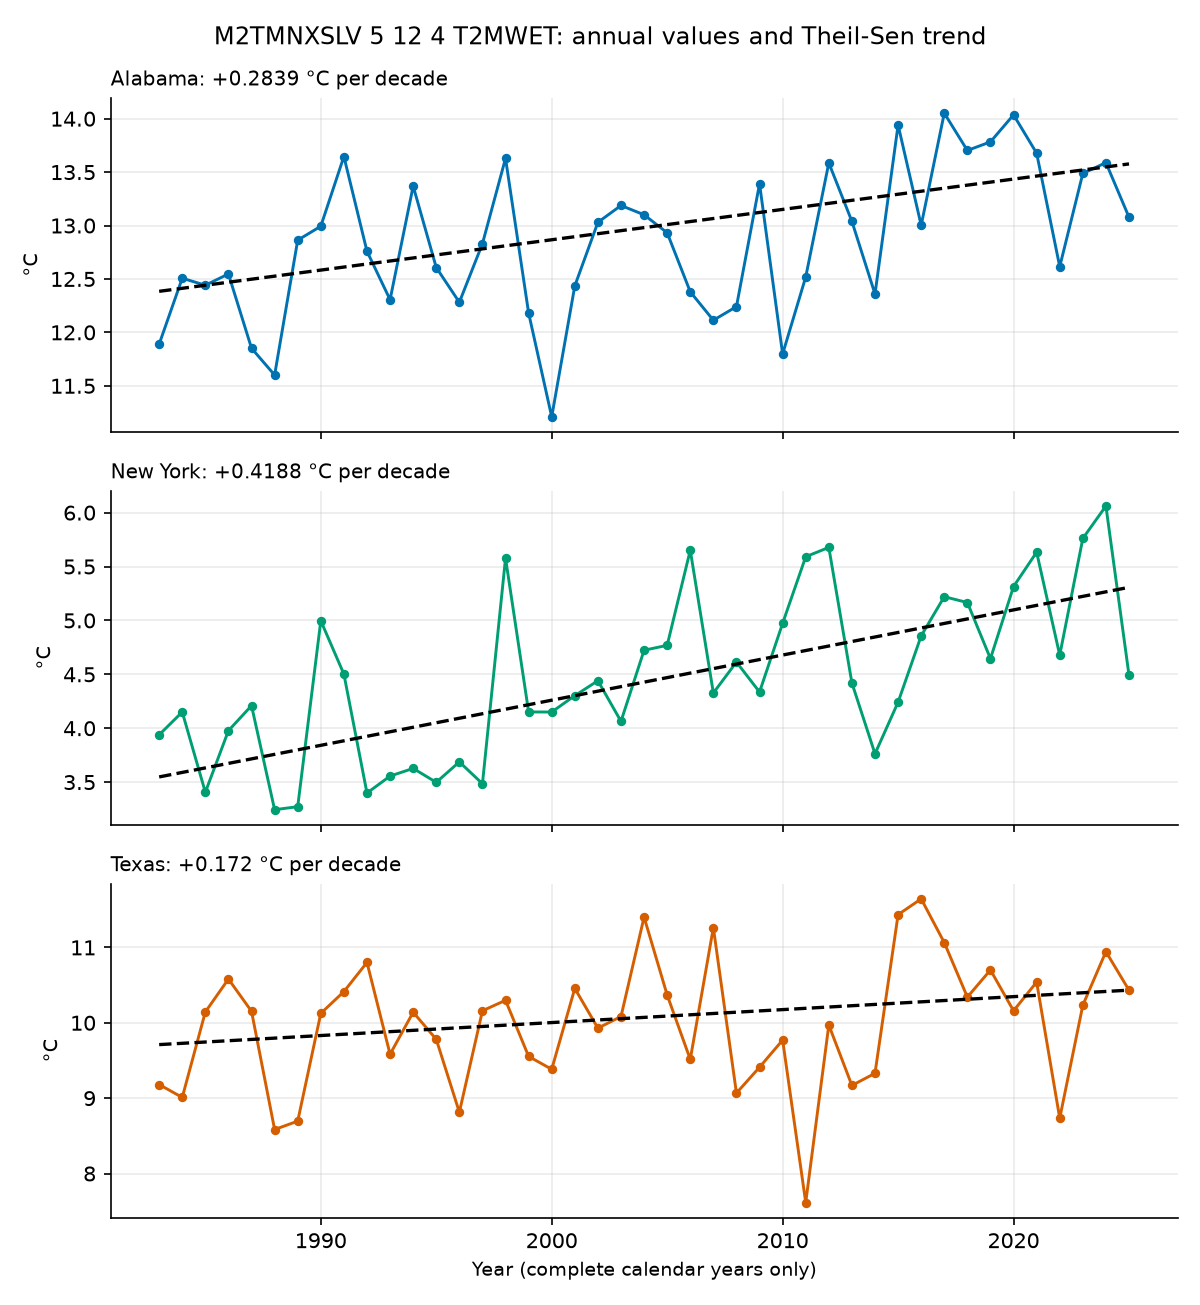 M2TMNXSLV 5 12 4 T2MWET: annual values and Theil-Sen trend
Alabama: +0.2839 °C per decade
14.0
13.5
13.0
12.5
12.0
11.5
°C
New York: +0.4188 °C per decade
6.0
5.5
5.0
4.5
4.0
3.5
°C
Texas: +0.172 °C per decade
11
10
9
8
°C
1990 2000 2010 2020
Year (complete calendar years only)